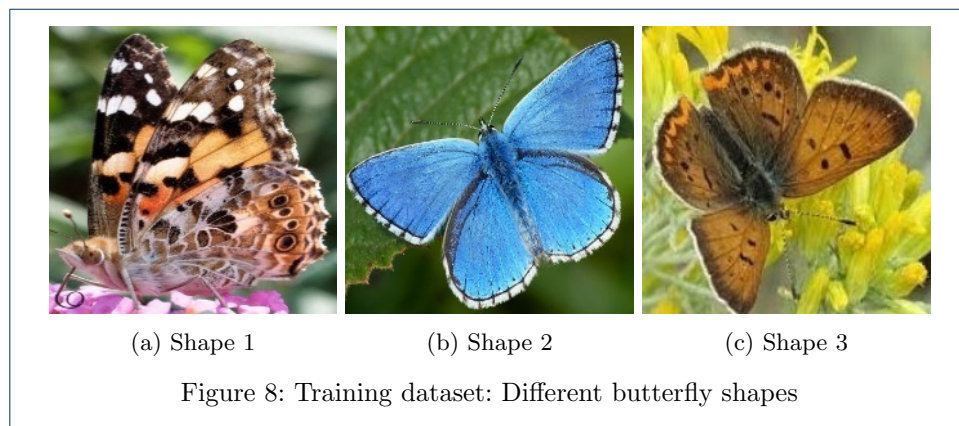 (a) Shape 1
(b) Shape 2
(c) Shape 3
Figure 8: Training dataset: Different butterfly shapes